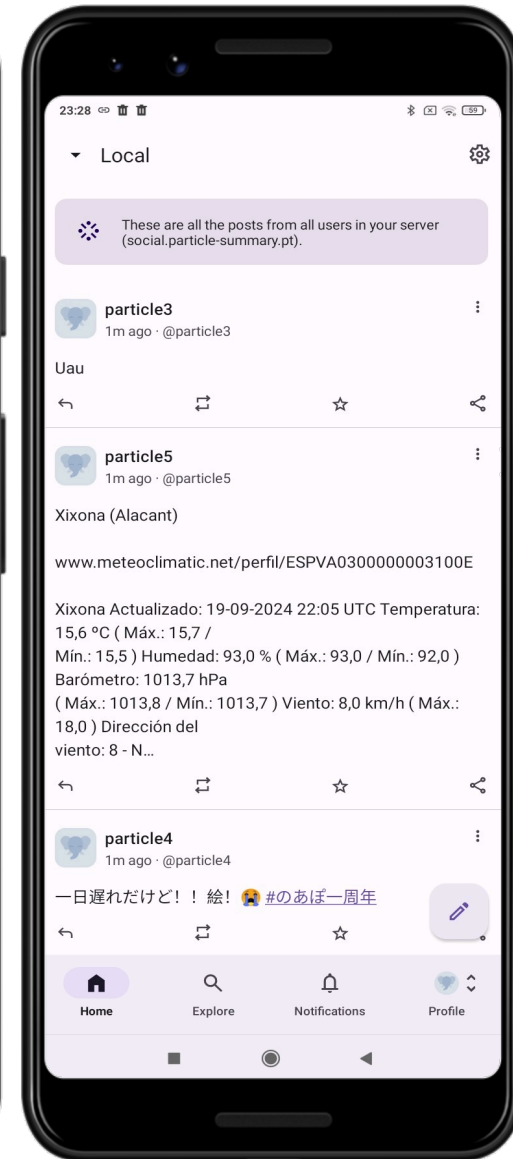 23:28
59
Local
These are all the posts from all users in your server
(social.particle-summary.pt).
particle3
1m ago · @particle3
Uau
particle5
1m ago · @particle5
Xixona (Alacant)
www.meteoclimatic.net/perfil/ESPVA0300000003100E
Xixona Actualizado: 19-09-2024 22:05 UTC Temperatura:
15,6 ºC ( Máx.: 15,7 /
Mín.: 15,5 ) Humedad: 93,0 % ( Máx.: 93,0 / Mín.: 92,0 )
Barómetro: 1013,7 hPa
( Máx.: 1013,8 / Mín.: 1013,7 ) Viento: 8,0 km/h ( Máx.:
18,0 ) Dirección del
viento: 8 - N…
particle4
1m ago · @particle4
一日遅れだけど！！絵！😭 #のあぽ一周年
Home
Explore
Notifications
Profile